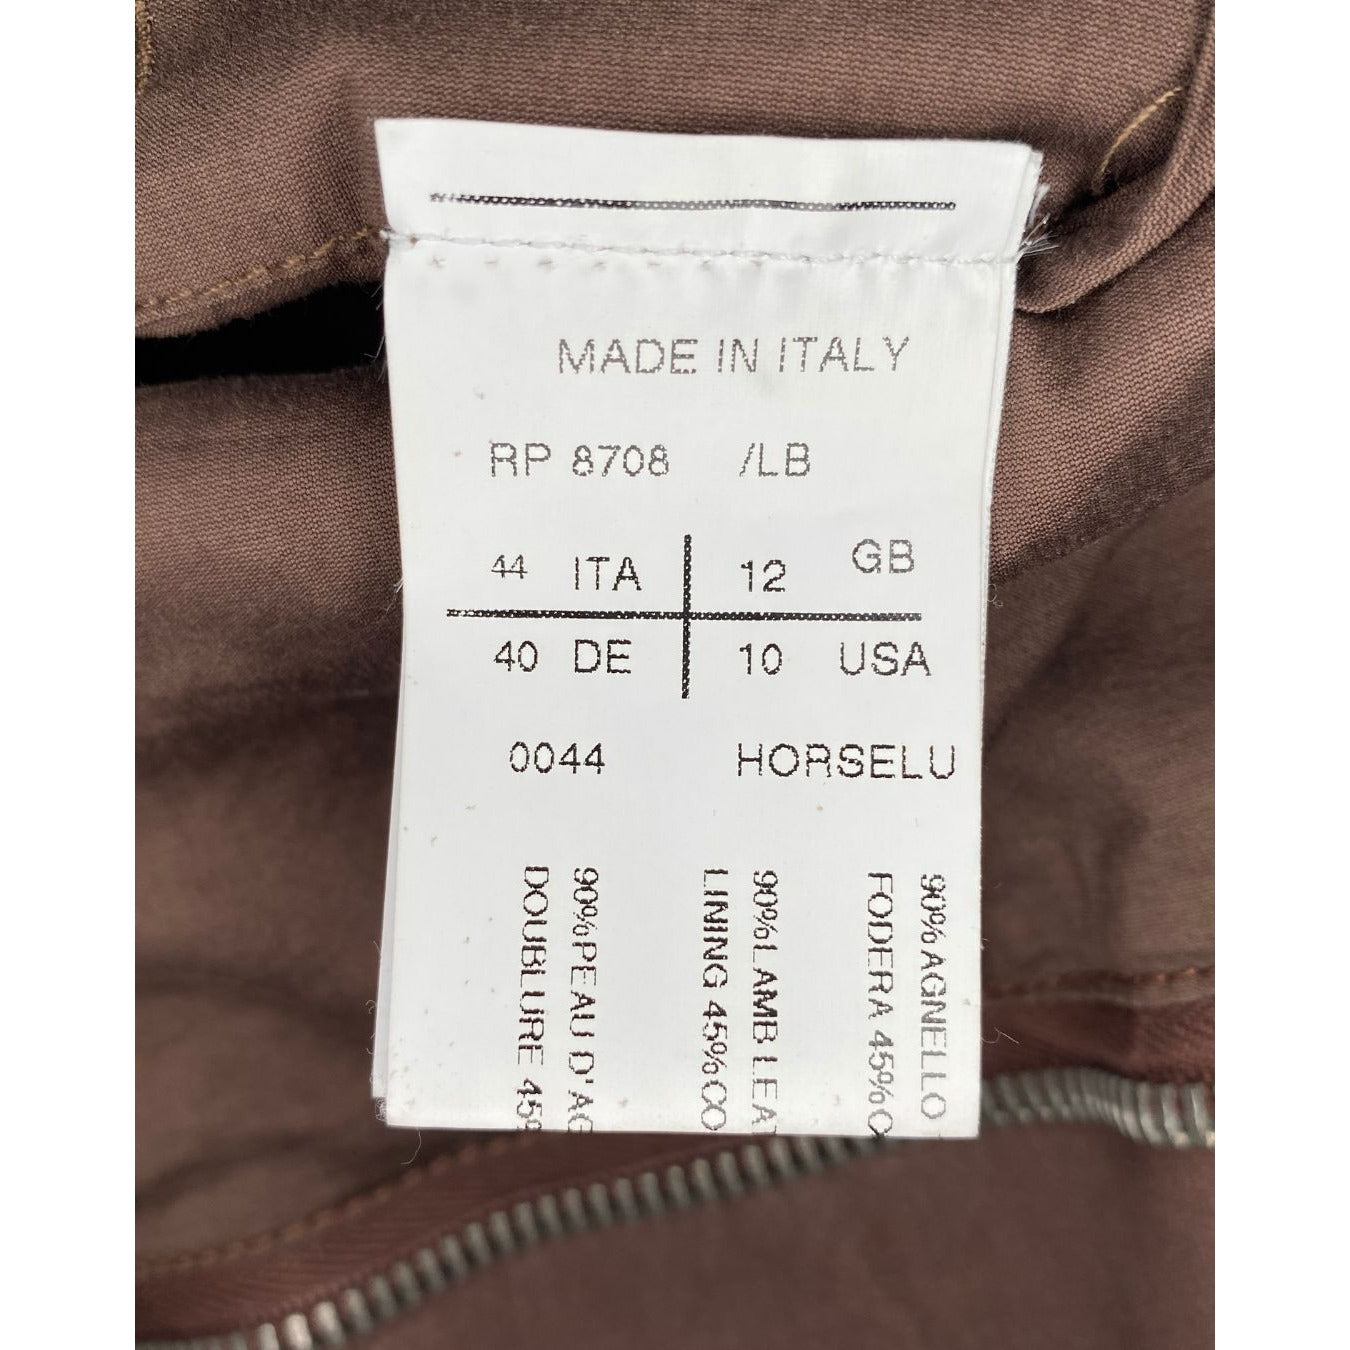 MADE IN ITALY
RP 8708 /LB
44 ITA 12 GB
40 DE 10 USA
0044 HORSELU
90%AGNELLO
FODERA 45%CO
90%LAMB LEA
LINING 45%CO
90%PEAU D'AG
DOUBLURE 45%